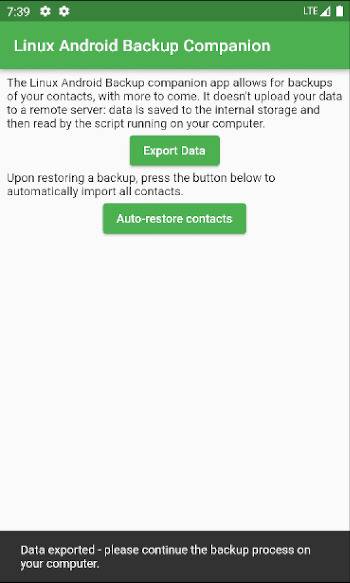 7:39
LTE
Linux Android Backup Companion
The Linux Android Backup companion app allows for backups
of your contacts, with more to come. It doesn't upload your data
to a remote server: data is saved to the internal storage and
then read by the script running on your computer.
Export Data
Upon restoring a backup, press the button below to
automatically import all contacts.
Auto-restore contacts
Data exported - please continue the backup process on
your computer.